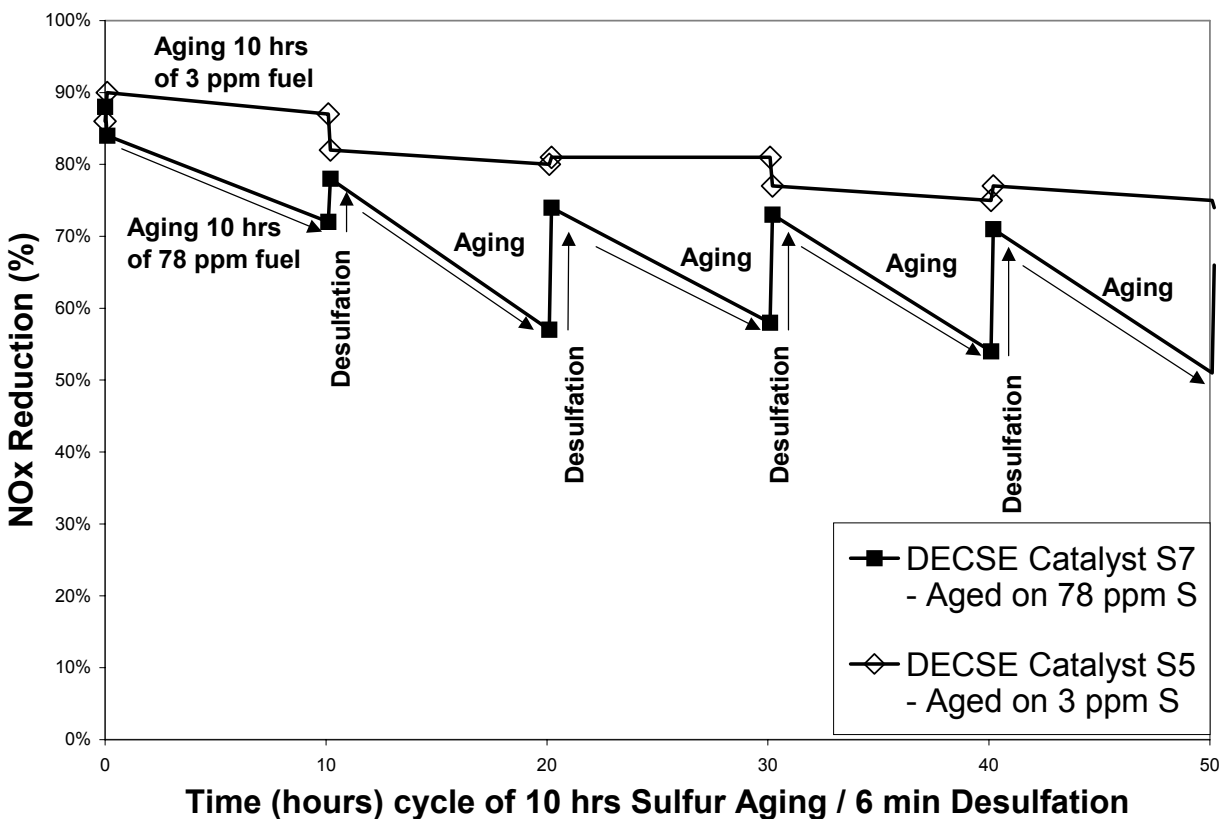 100%
90%
80%
70%
60%
50%
40%
30%
20%
10%
0%
NOx Reduction (%)
Aging 10 hrs
of 3 ppm fuel
Aging 10 hrs
of 78 ppm fuel
Desulfation
Aging
Desulfation
Aging
Desulfation
Aging
Desulfation
Aging
DECSE Catalyst S7
- Aged on 78 ppm S
DECSE Catalyst S5
- Aged on 3 ppm S
0
10
20
30
40
50
Time (hours) cycle of 10 hrs Sulfur Aging / 6 min Desulfation